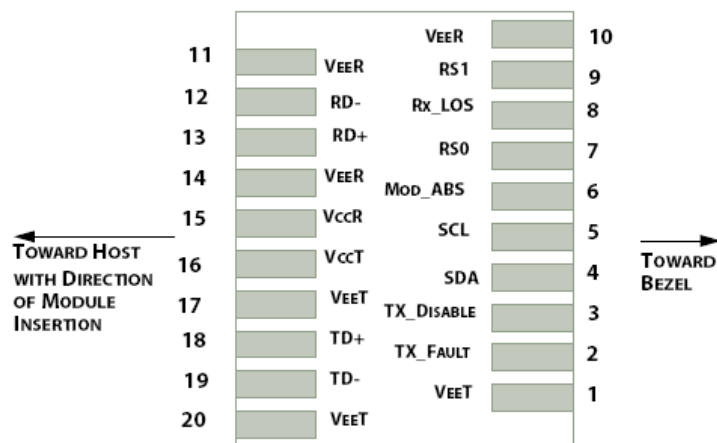 VEER 10
11 VEER RS1 9
12 RD- RX_LOS 8
13 RD+ RS0 7
14 VEER MOD_ABS 6
15 VCCR SCL 5
16 VCCT SDA 4
17 VEET TX_DISABLE 3
18 TD+ TX_FAULT 2
19 TD- VEET 1
20 VEET
TOWARD HOST
WITH DIRECTION
OF MODULE
INSERTION
TOWARD
BEZEL